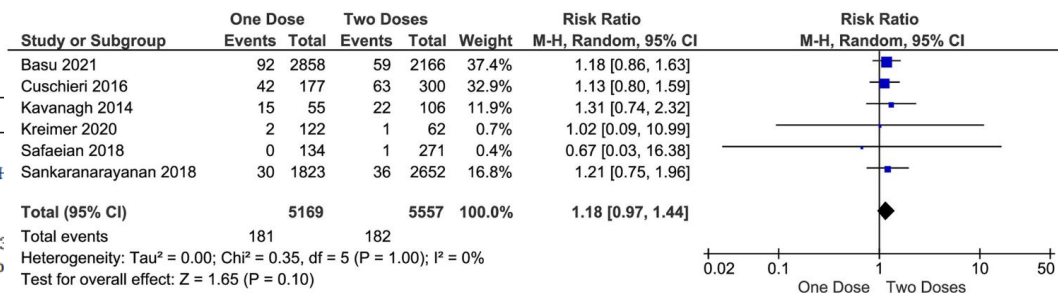 One Dose Two Doses Risk Ratio Risk Ratio
Study or Subgroup Events Total Events Total Weight M-H, Random, 95% CI M-H, Random, 95% CI
Basu 2021 92 2858 59 2166 37.4% 1.18 [0.86, 1.63]
Cuschieri 2016 42 177 63 300 32.9% 1.13 [0.80, 1.59]
Kavanagh 2014 15 55 22 106 11.9% 1.31 [0.74, 2.32]
Kreimer 2020 2 122 1 62 0.7% 1.02 [0.09, 10.99]
Safaeian 2018 0 134 1 271 0.4% 0.67 [0.03, 16.38]
Sankaranarayanan 2018 30 1823 36 2652 16.8% 1.21 [0.75, 1.96]
Total (95% CI) 5169 5557 100.0% 1.18 [0.97, 1.44]
Total events 181 182
Heterogeneity: Tau² = 0.00; Chi² = 0.35, df = 5 (P = 1.00); I² = 0%
Test for overall effect: Z = 1.65 (P = 0.10)
0.02 0.1 1 10 50
One Dose Two Doses